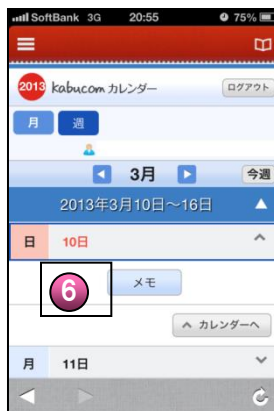 SoftBank 3G 20:55 75%
2013 kabucom カレンダー ログアウト
月 週
3月 今週
2013年3月10日～16日
日 10日
6 メモ
カレンダーへ
月 11日